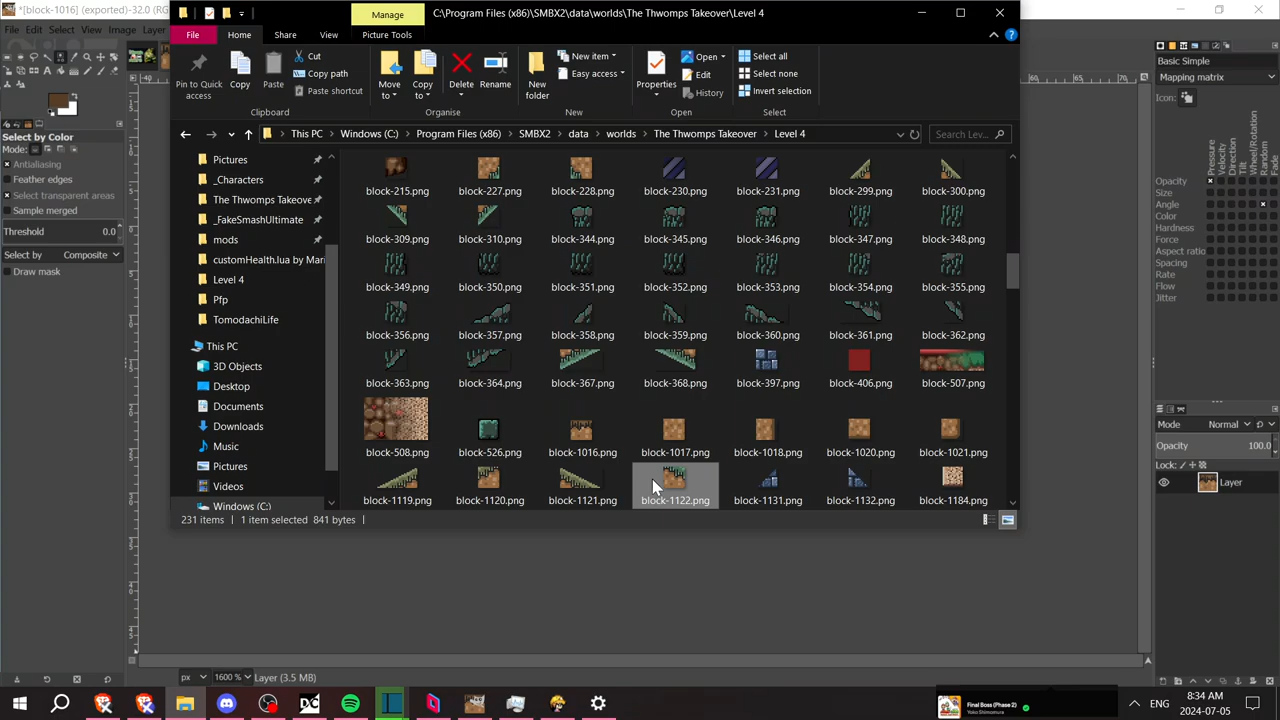 *[block-1016] (exported)-6.0 (RG
Manage
C:\Program Files (x86)\SMBX2\data\worlds\The Thwomps Takeover\Level 4
File Edit Select View Image Layer
File Home Share View Picture Tools
Pin to Quick access
Copy
Paste
Cut
Copy path
Paste shortcut
Move to
Copy to
Delete
Rename
New folder
New item
Easy access
Properties
Open
Edit
History
Select all
Select none
Invert selection
Clipboard Organise New Open Select
This PC Windows (C:) Program Files (x86) SMBX2 data worlds The Thwomps Takeover Level 4
Search Lev...
Select by Color
Mode:
Antialiasing
Feather edges
Select transparent areas
Sample merged
Threshold 0.0
Select by Composite
Draw mask
Pictures
_Characters
The Thwomps Takeove
_FakeSmashUltimate
mods
customHealth.lua by Mari
Level 4
Pfp
TomodachiLife
This PC
3D Objects
Desktop
Documents
Downloads
Music
Pictures
Videos
Windows (C:)
block-215.png block-227.png block-228.png block-230.png block-231.png block-299.png block-300.png
block-309.png block-310.png block-344.png block-345.png block-346.png block-347.png block-348.png
block-349.png block-350.png block-351.png block-352.png block-353.png block-354.png block-355.png
block-356.png block-357.png block-358.png block-359.png block-360.png block-361.png block-362.png
block-363.png block-364.png block-367.png block-368.png block-397.png block-406.png block-507.png
block-508.png block-526.png block-1016.png block-1017.png block-1018.png block-1020.png block-1021.png
block-1119.png block-1120.png block-1121.png block-1122.png block-1131.png block-1132.png block-1184.png
231 items 1 item selected 841 bytes
Basic Simple
Mapping matrix
Icon:
Pressure
Velocity
Direction
Tilt
Wheel/Rotation
Random
Fade
Opacity
Size
Angle
Color
Hardness
Force
Aspect ratio
Spacing
Rate
Flow
Jitter
Mode Normal
Opacity 100.0
Lock:
Layer
px 1600 % Layer (3.5 MB)
Final Boss (Phase 2)
Yoko Shimomura
ENG
8:34 AM
2024-07-05